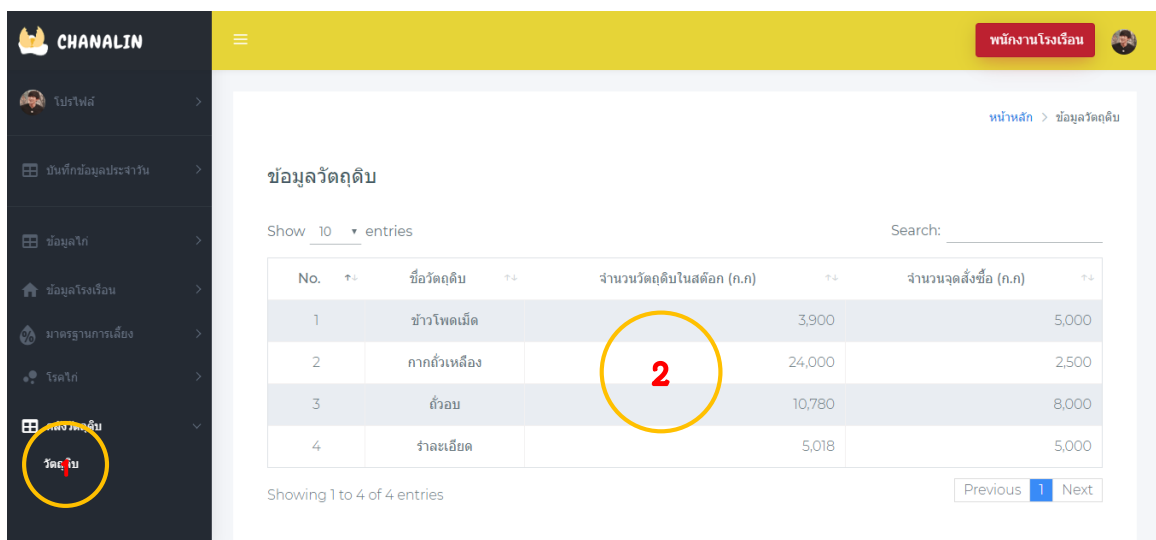 CHANALIN
พนักงานโรงเรือน
โปรไฟล์
หน้าหลัก > ข้อมูลวัตถุดิบ
บันทึกข้อมูลประจำวัน
ข้อมูลวัตถุดิบ
Show 10 entries
Search:
ข้อมูลไก่
No. ชื่อวัตถุดิบ จำนวนวัตถุดิบในสต๊อก (ก.ก) จำนวนจุดสั่งซื้อ (ก.ก)
ข้อมูลโรงเรือน
1 ข้าวโพดเม็ด 3,900 5,000
มาตรฐานการเลี้ยง
2 กากถั่วเหลือง 24,000 2,500
2
โรคไก่
3 ถั่วอบ 10,780 8,000
คลังวัตถุดิบ
4 รำละเอียด 5,018 5,000
วัตถุดิบ
1
Showing 1 to 4 of 4 entries
Previous 1 Next